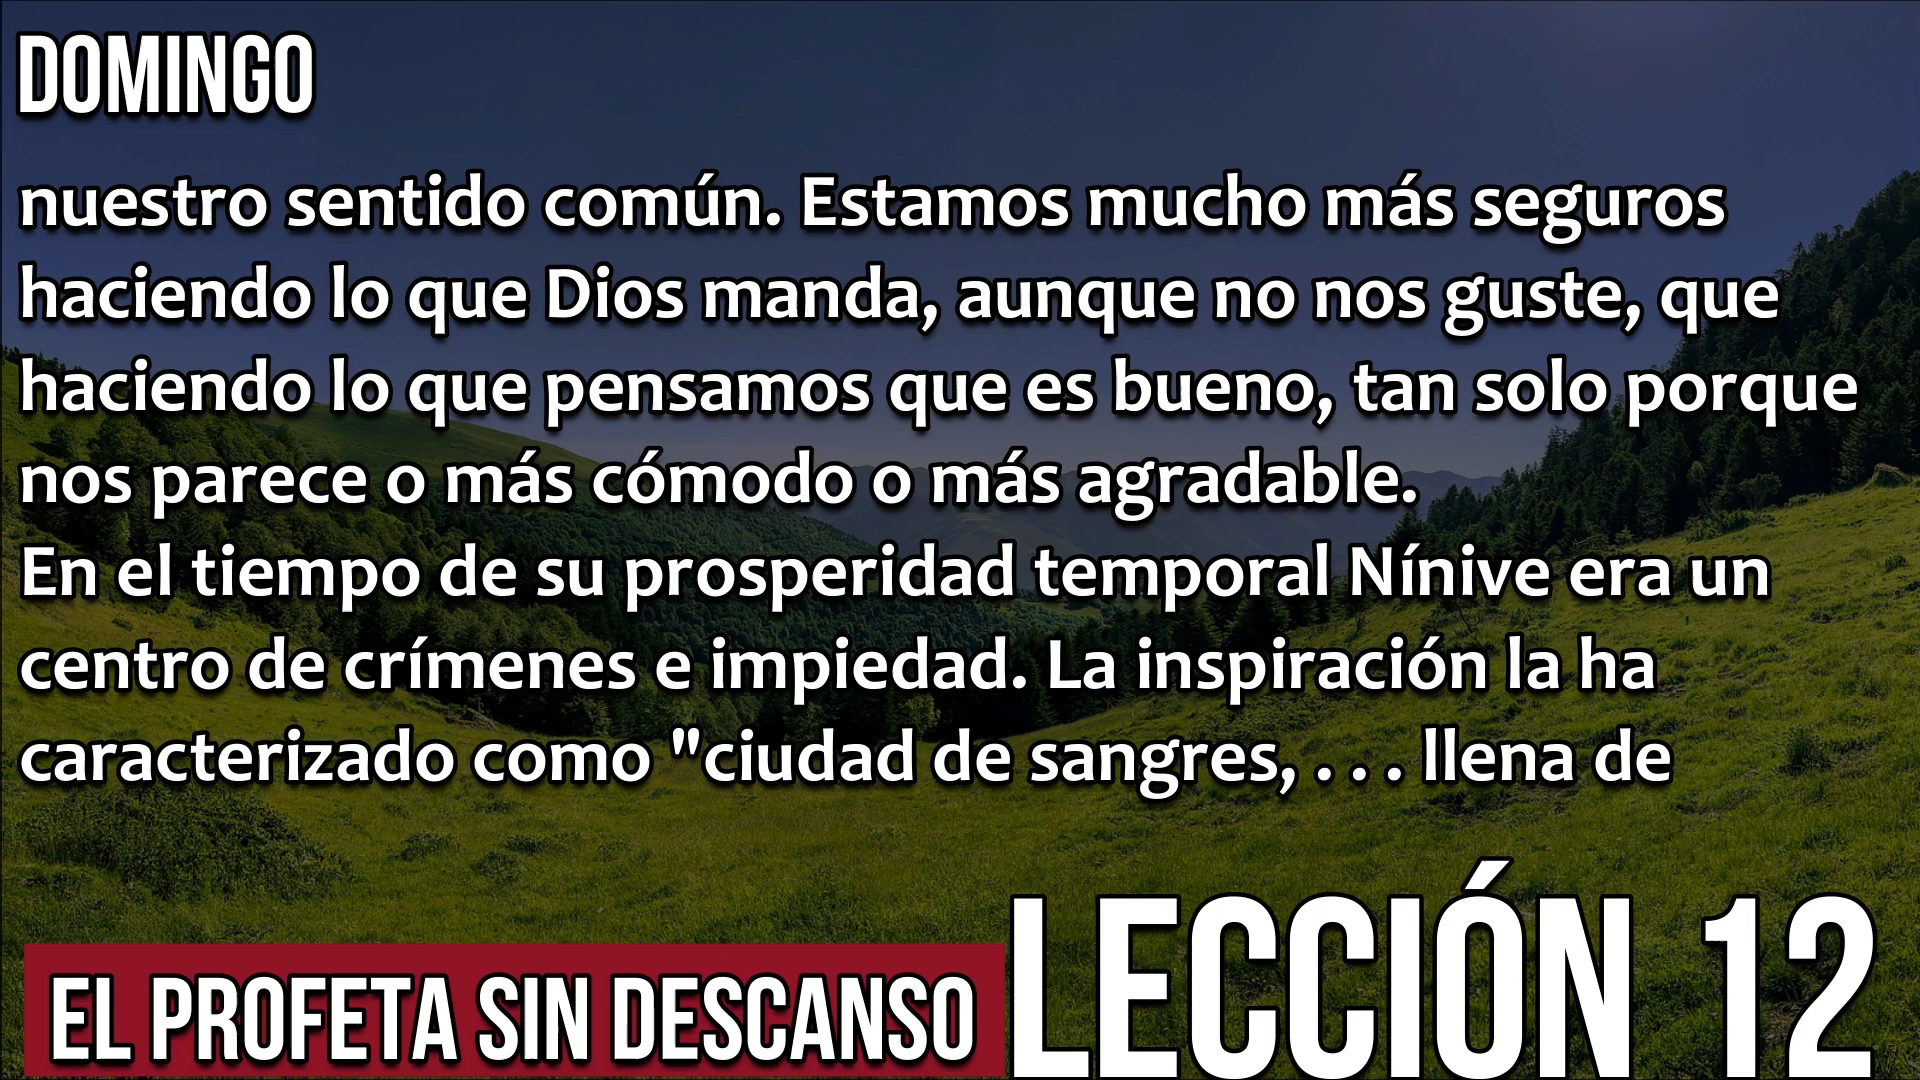 DOMINGO
nuestro sentido común. Estamos mucho más seguros
haciendo lo que Dios manda, aunque no nos guste, que
haciendo lo que pensamos que es bueno, tan solo porque
nos parece o más cómodo o más agradable.
En el tiempo de su prosperidad temporal Nínive era un
centro de crímenes e impiedad. La inspiración la ha
caracterizado como "ciudad de sangres, . . . llena de
EL PROFETA SIN DESCANSO
LECCIÓN 12